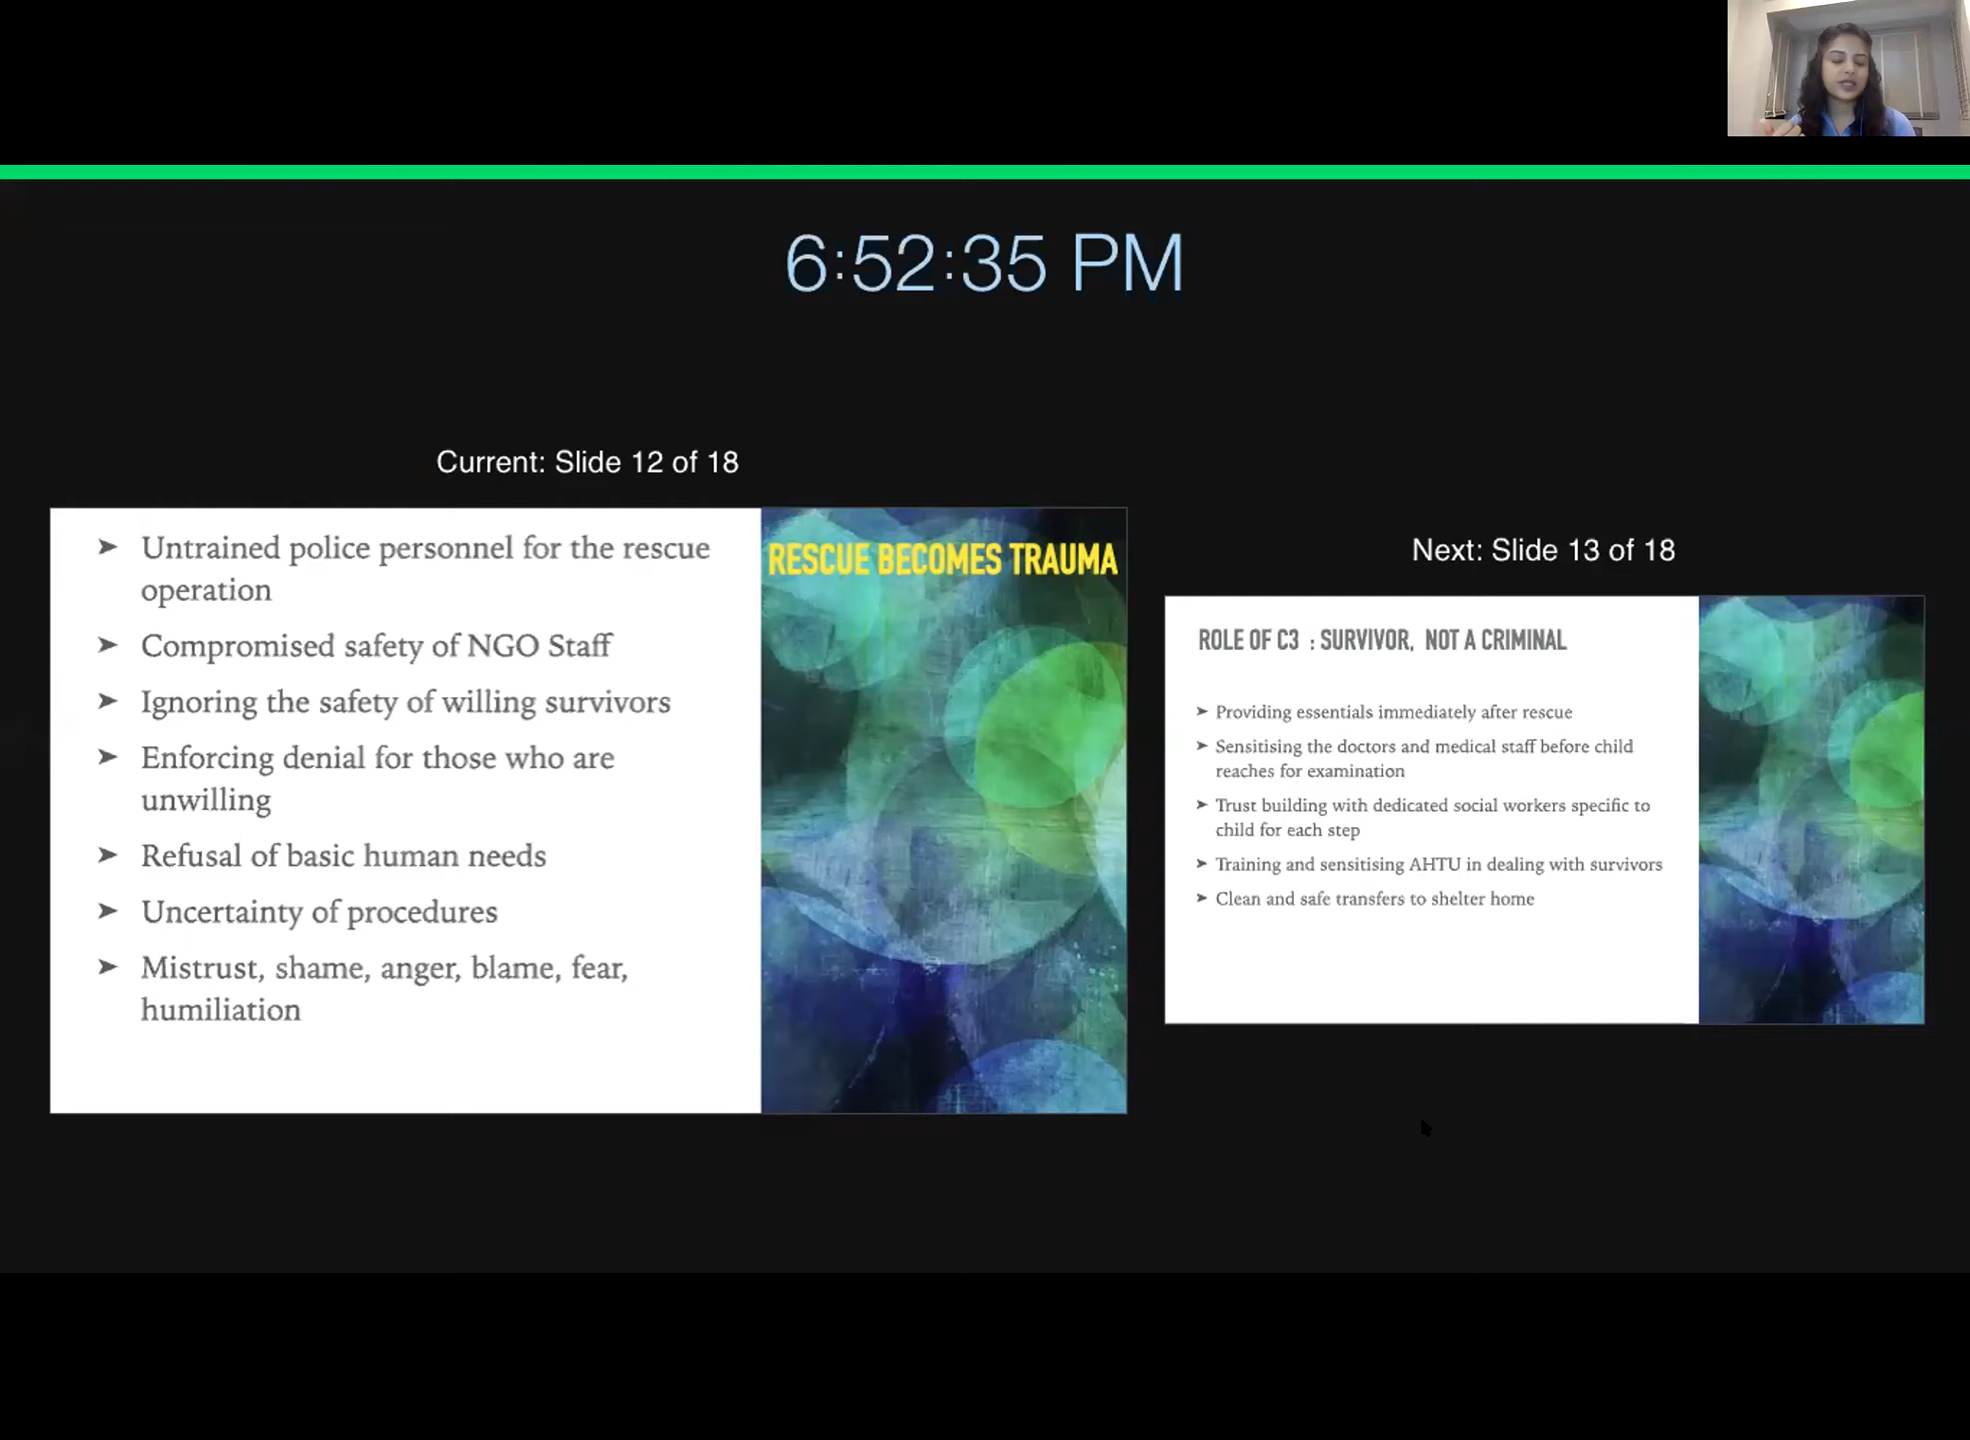 6:52:35 PM
Current: Slide 12 of 18
➤ Untrained police personnel for the rescue
operation
➤ Compromised safety of NGO Staff
➤ Ignoring the safety of willing survivors
➤ Enforcing denial for those who are
unwilling
➤ Refusal of basic human needs
➤ Uncertainty of procedures
➤ Mistrust, shame, anger, blame, fear,
humiliation
RESCUE BECOMES TRAUMA
Next: Slide 13 of 18
ROLE OF C3 : SURVIVOR, NOT A CRIMINAL
➤ Providing essentials immediately after rescue
➤ Sensitising the doctors and medical staff before child
reaches for examination
➤ Trust building with dedicated social workers specific to
child for each step
➤ Training and sensitising AHTU in dealing with survivors
➤ Clean and safe transfers to shelter home